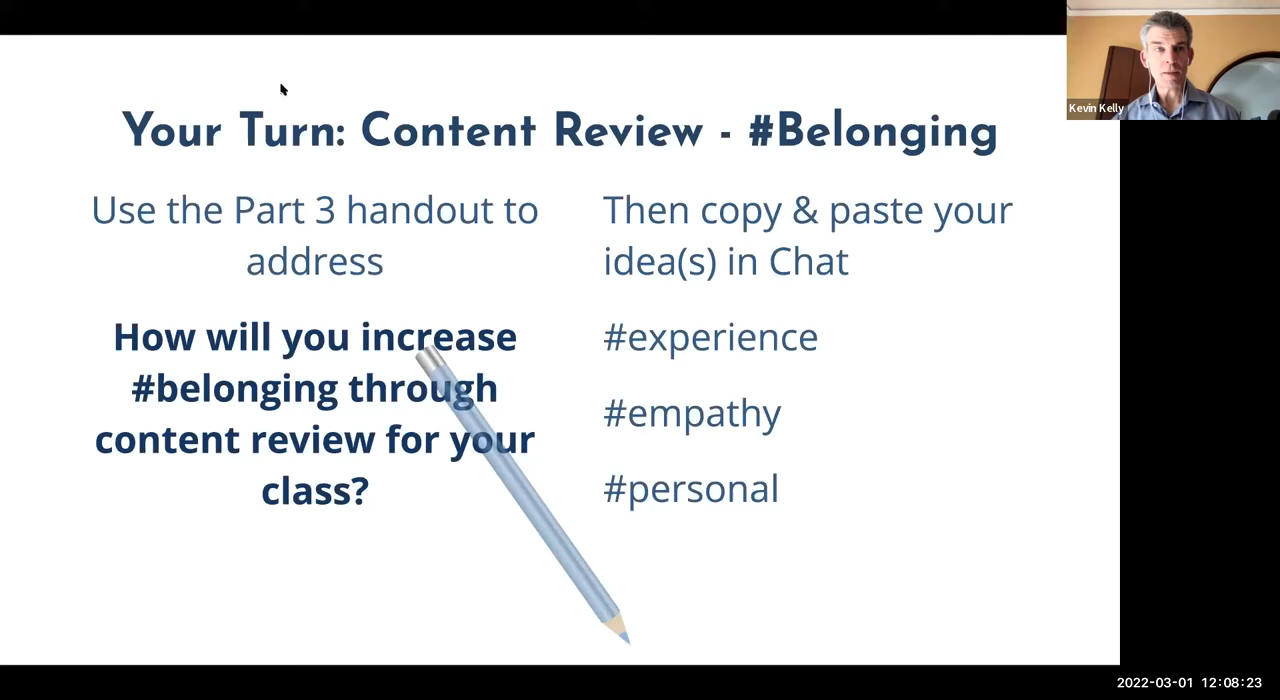 Kevin Kelly
Your Turn: Content Review - #Belonging
Use the Part 3 handout to
address
How will you increase
#belonging through
content review for your
class?
Then copy & paste your
idea(s) in Chat
#experience
#empathy
#personal
2022-03-01 12:08:23